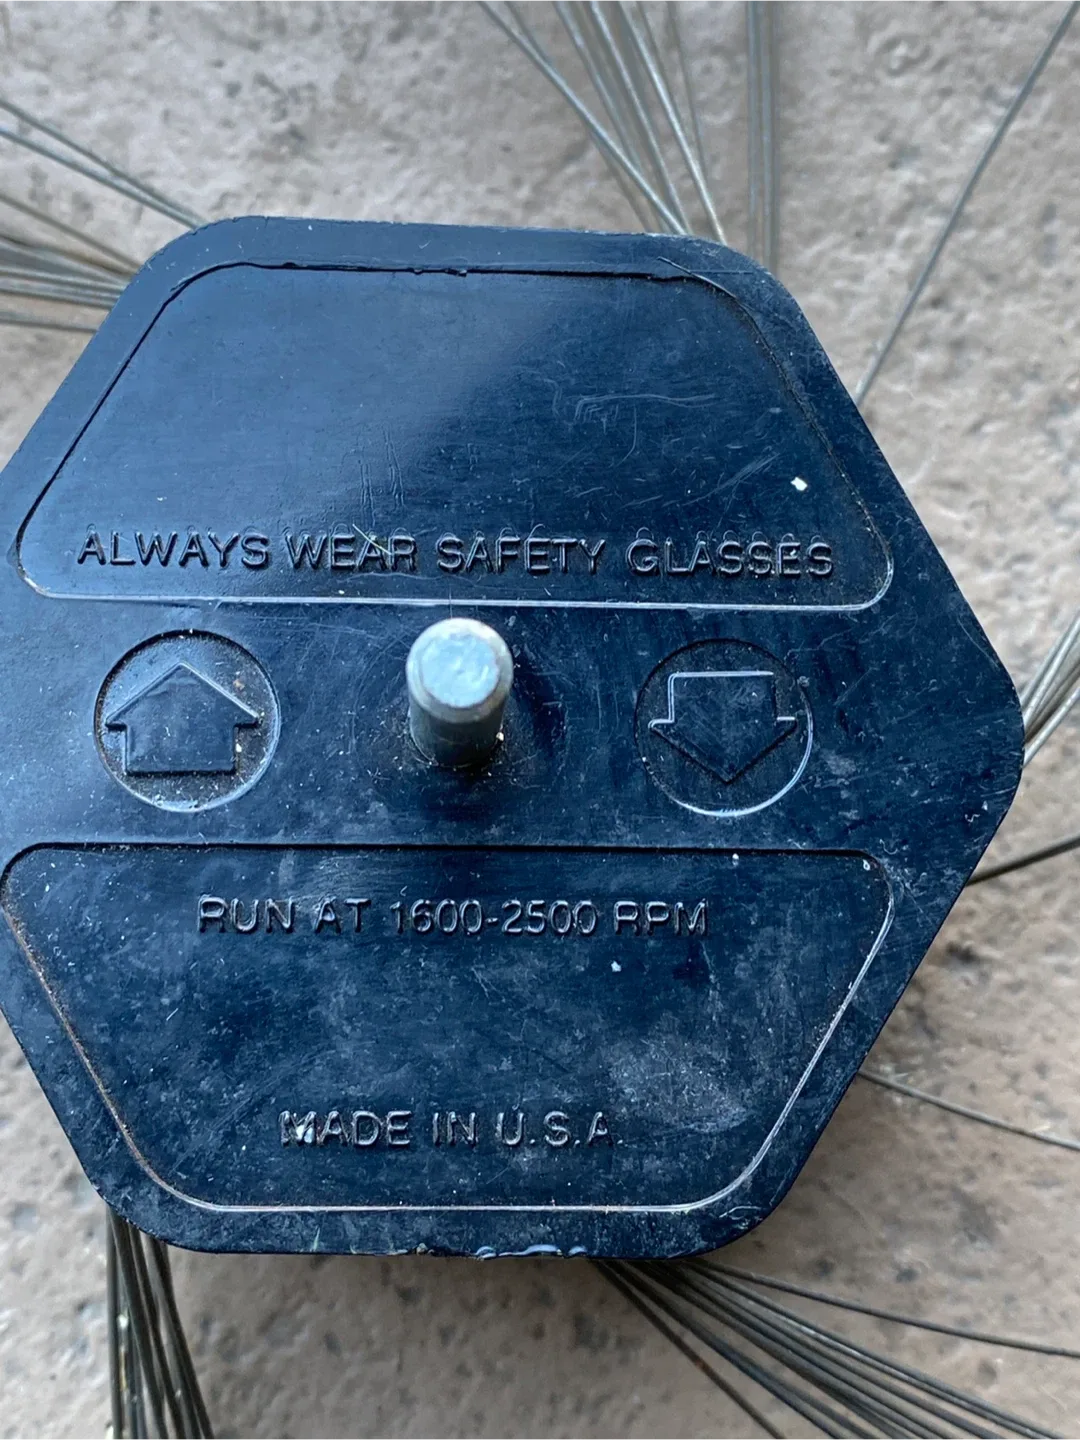 ALWAYS WEAR SAFETY GLASSES
RUN AT 1600-2500 RPM
MADE IN U.S.A.